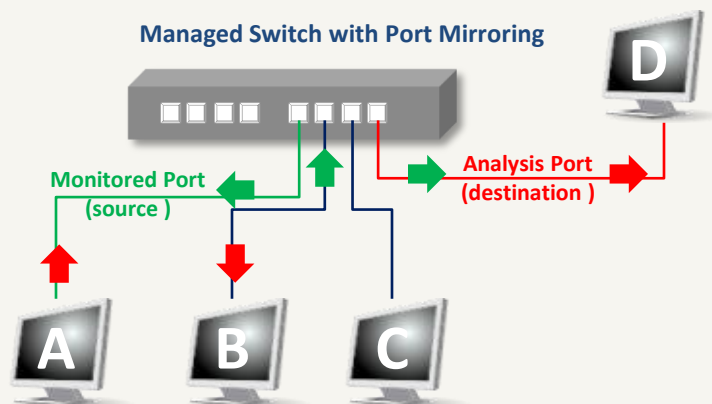 Managed Switch with Port Mirroring
D
Monitored Port
(source )
Analysis Port
(destination )
A
B
C